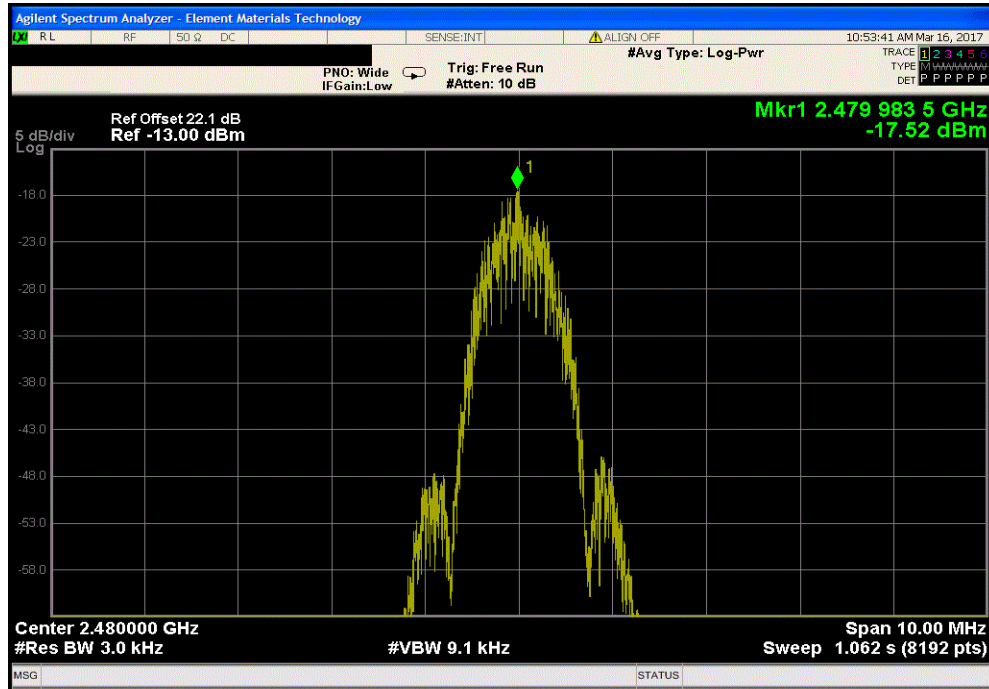 Agilent Spectrum Analyzer - Element Materials Technology
LXI RL RF 50 Ω DC SENSE:INT ALIGN OFF 10:53:41 AM Mar 16, 2017
#Avg Type: Log-Pwr TRACE 1 2 3 4 5 6
PNO: Wide Trig: Free Run TYPE M WWWWW
IFGain:Low #Atten: 10 dB DET P P P P P P
Mkr1 2.479 983 5 GHz
Ref Offset 22.1 dB
5 dB/div Ref -13.00 dBm -17.52 dBm
Log
1
-18.0
-23.0
-28.0
-33.0
-38.0
-43.0
-48.0
-53.0
-58.0
Center 2.480000 GHz Span 10.00 MHz
#Res BW 3.0 kHz #VBW 9.1 kHz Sweep 1.062 s (8192 pts)
MSG STATUS